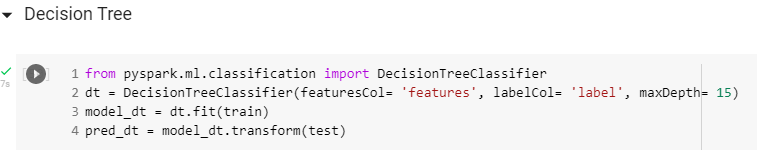 Decision Tree
7s
1 from pyspark.ml.classification import DecisionTreeClassifier
2 dt = DecisionTreeClassifier(featuresCol= 'features', labelCol= 'label', maxDepth= 15)
3 model_dt = dt.fit(train)
4 pred_dt = model_dt.transform(test)